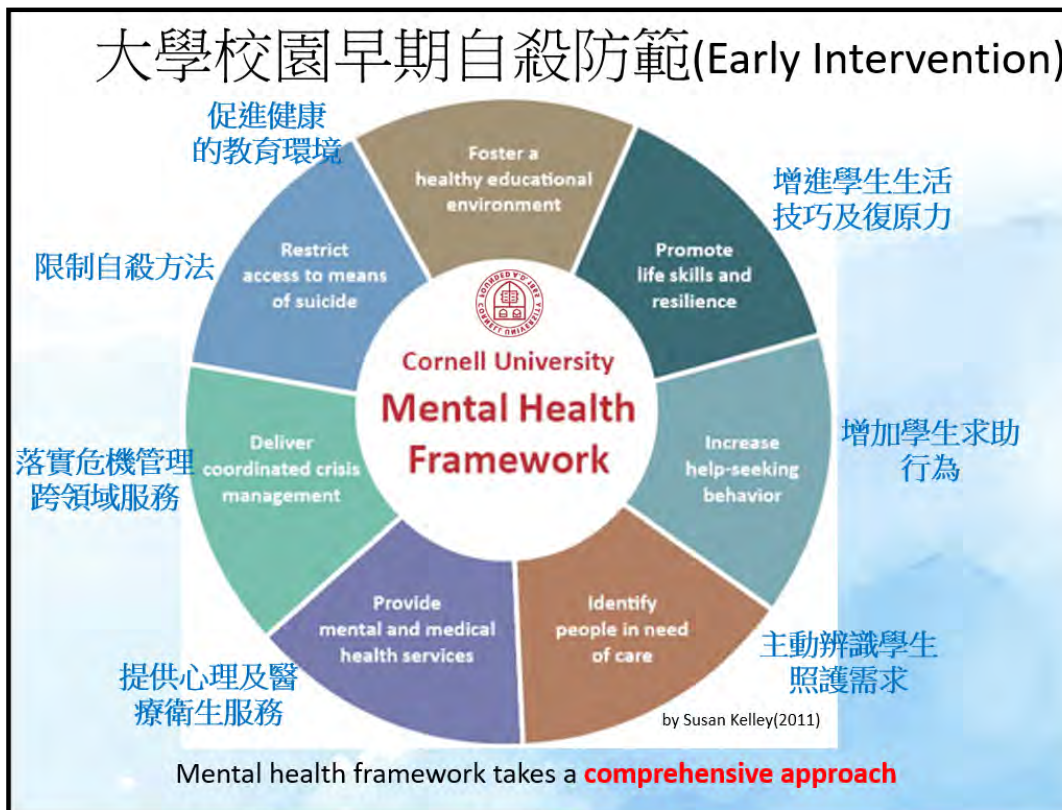 大學校園早期自殺防範(Early Intervention)
促進健康
的教育環境
Foster a
healthy educational
environment
增進學生生活
技巧及復原力
Promote
life skills and
resilience
限制自殺方法
Restrict
access to means
of suicide
Cornell University
Mental Health
Framework
增加學生求助
行為
Increase
help-seeking
behavior
落實危機管理
跨領域服務
Deliver
coordinated crisis
management
提供心理及醫
療衛生服務
Provide
mental and medical
health services
Identify
people in need
of care
主動辨識學生
照護需求
by Susan Kelley(2011)
Mental health framework takes a comprehensive approach